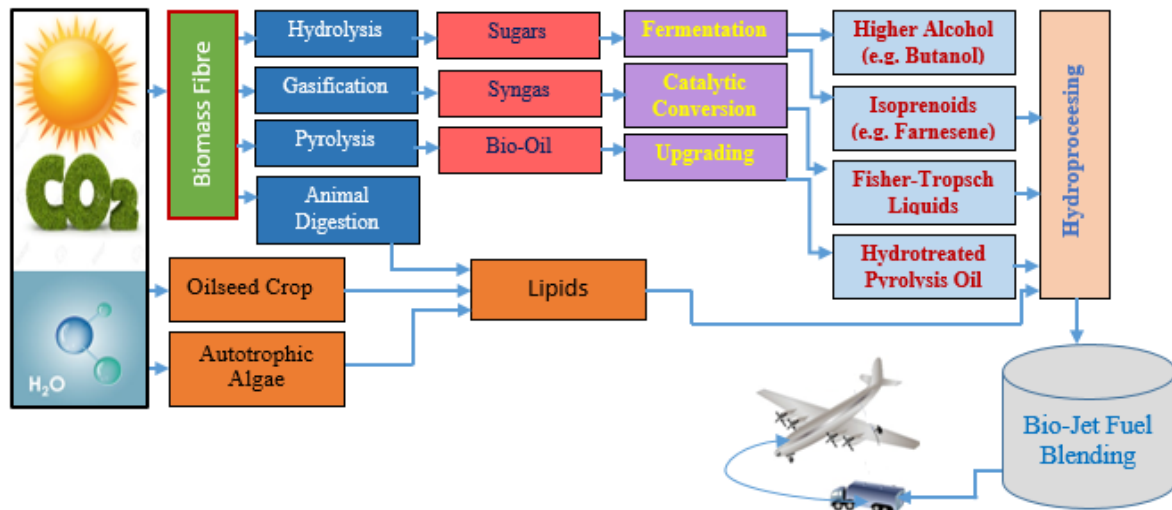 CO2
H₂O
Biomass Fibre
Hydrolysis
Sugars
Fermentation
Higher Alcohol
(e.g. Butanol)
Gasification
Syngas
Catalytic
Conversion
Isoprenoids
(e.g. Farnesene)
Pyrolysis
Bio-Oil
Upgrading
Fisher-Tropsch
Liquids
Animal
Digestion
Hydrotreated
Pyrolysis Oil
Hydroproceesing
Oilseed Crop
Lipids
Autotrophic
Algae
Bio-Jet Fuel
Blending